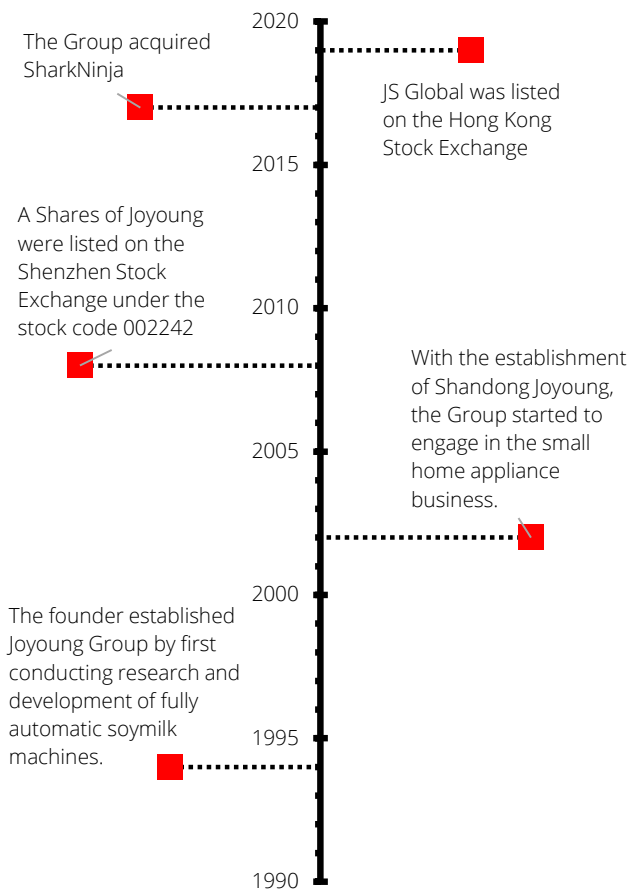 2020
The Group acquired
SharkNinja
JS Global was listed
on the Hong Kong
Stock Exchange
2015
A Shares of Joyoung
were listed on the
Shenzhen Stock
Exchange under the
stock code 002242
2010
With the establishment
of Shandong Joyoung,
the Group started to
engage in the small
home appliance
business.
2005
2000
The founder established
Joyoung Group by first
conducting research and
development of fully
automatic soymilk
machines.
1995
1990